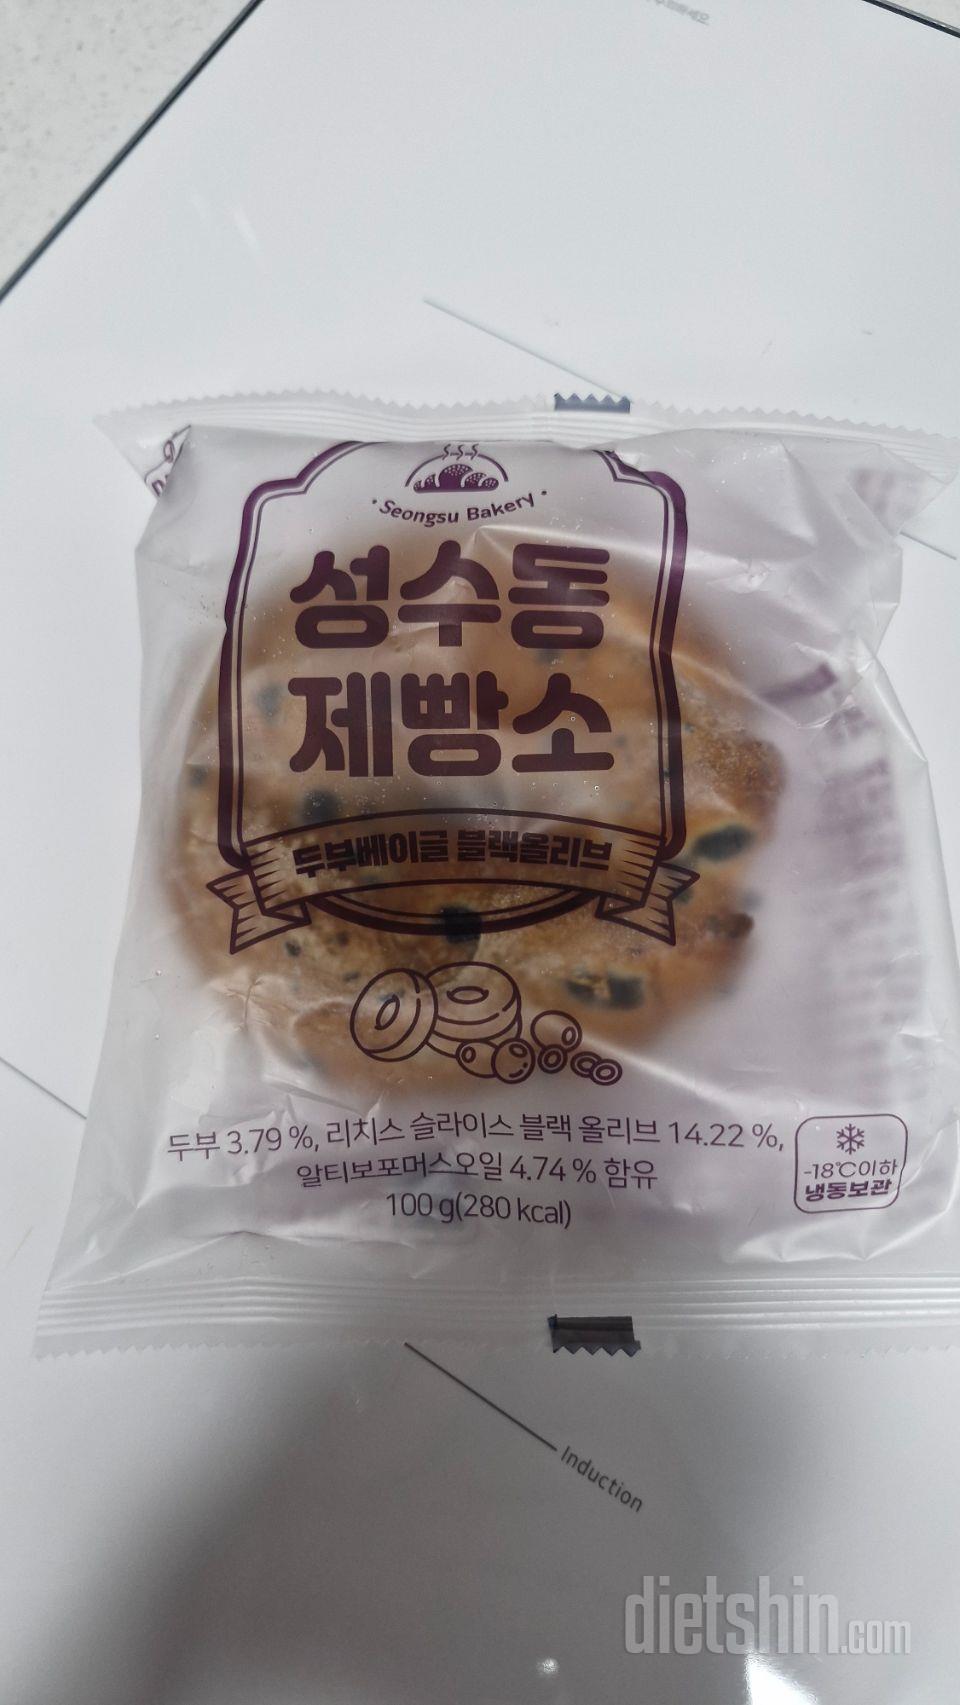 Seongsu Bakery
성수동
제빵소
두부베이글 블랙올리브
두부 3.79 %, 리치스 슬라이스 블랙 올리브 14.22 %,
알티보포머스오일 4.74 % 함유
100 g(280 kcal)
-18℃이하
냉동보관
Induction
dietshin.com